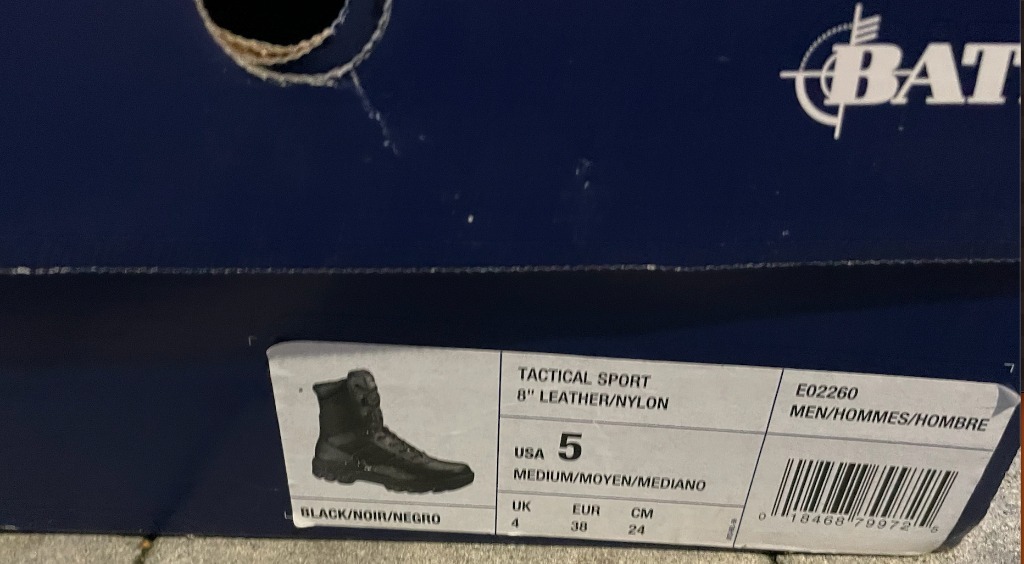 BAT
TACTICAL SPORT
8" LEATHER/NYLON
E02260
MEN/HOMMES/HOMBRE
USA 5
MEDIUM/MOYEN/MEDIANO
UK EUR CM
4 38 24
BLACK/NOIR/NEGRO
0 18468 79972 5